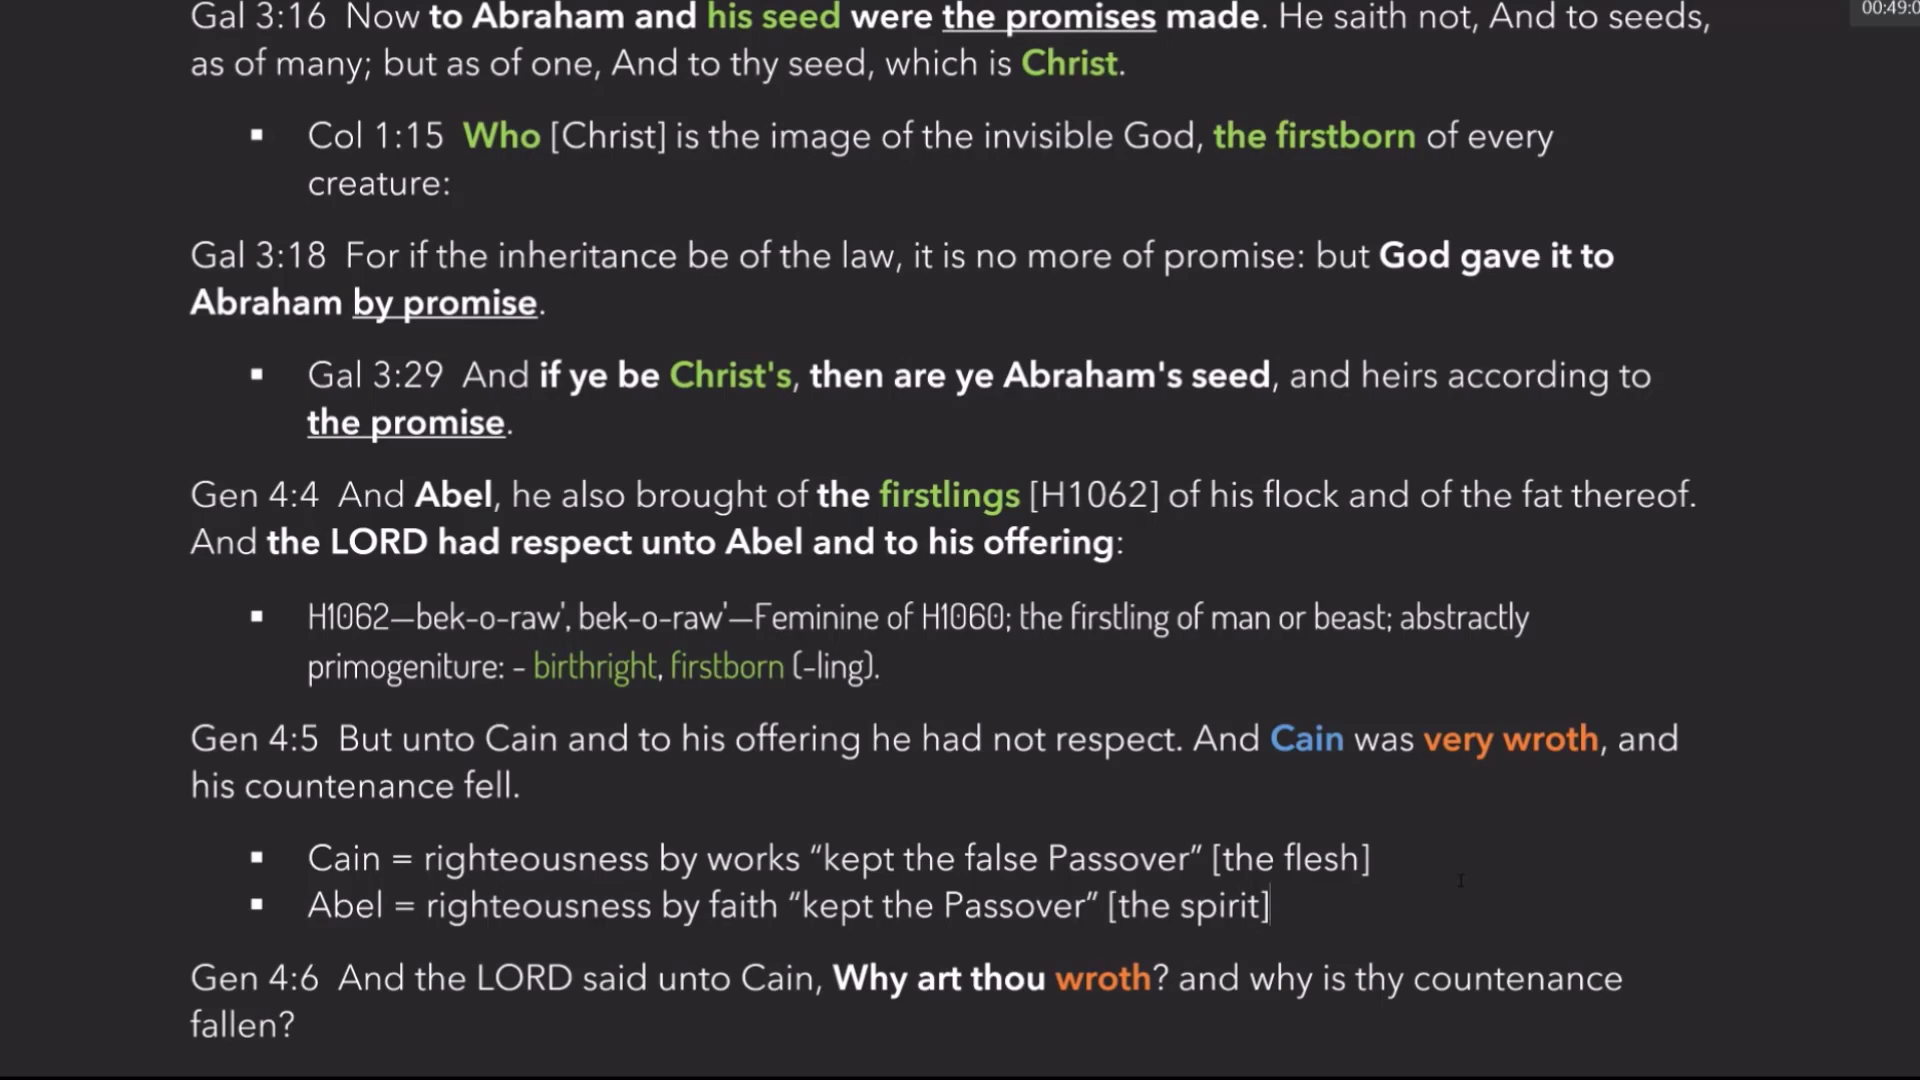 00:49:0
Gal 3:16 Now to Abraham and his seed were the promises made. He saith not, And to seeds,
as of many; but as of one, And to thy seed, which is Christ.
▪ Col 1:15 Who [Christ] is the image of the invisible God, the firstborn of every
creature:
Gal 3:18 For if the inheritance be of the law, it is no more of promise: but God gave it to
Abraham by promise.
▪ Gal 3:29 And if ye be Christ's, then are ye Abraham's seed, and heirs according to
the promise.
Gen 4:4 And Abel, he also brought of the firstlings [H1062] of his flock and of the fat thereof.
And the LORD had respect unto Abel and to his offering:
▪ H1062—bek-o-raw', bek-o-raw'—Feminine of H1060; the firstling of man or beast; abstractly
primogeniture: - birthright, firstborn (-ling).
Gen 4:5 But unto Cain and to his offering he had not respect. And Cain was very wroth, and
his countenance fell.
▪ Cain = righteousness by works “kept the false Passover” [the flesh]
▪ Abel = righteousness by faith “kept the Passover” [the spirit]
Gen 4:6 And the LORD said unto Cain, Why art thou wroth? and why is thy countenance
fallen?